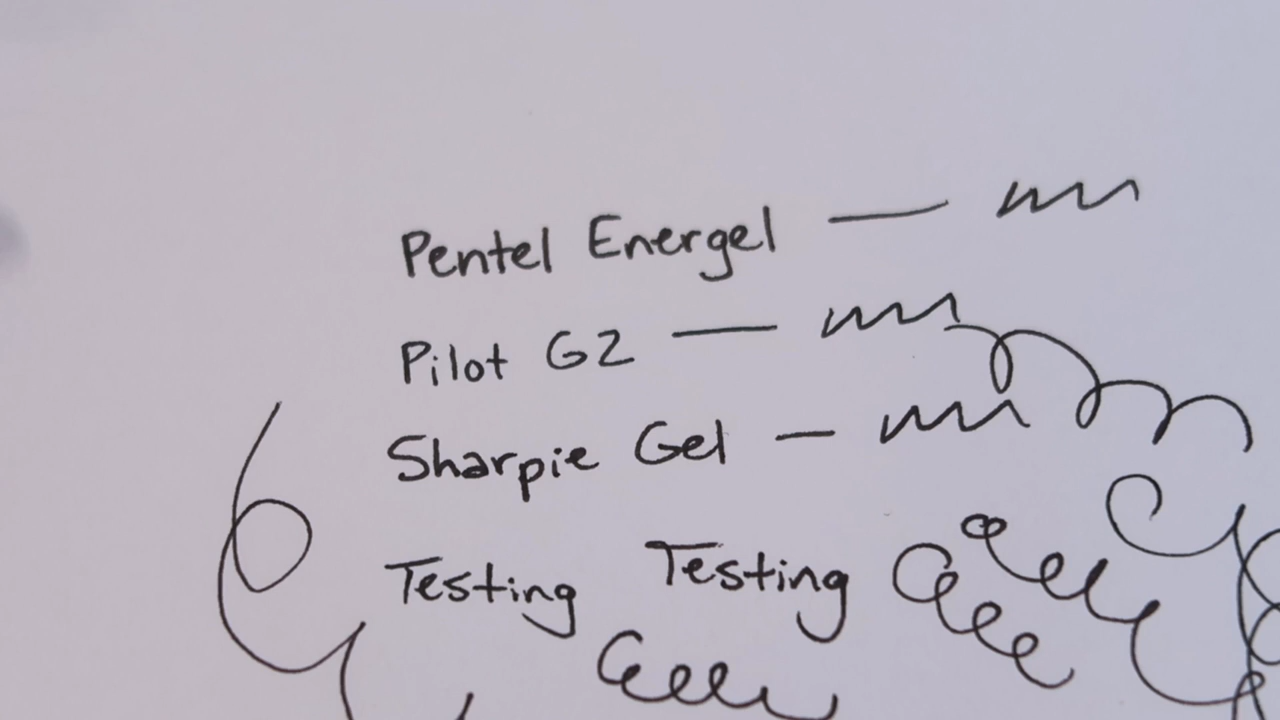 Pentel Energel —
Pilot G2 —
Sharpie Gel —
Testing Testing